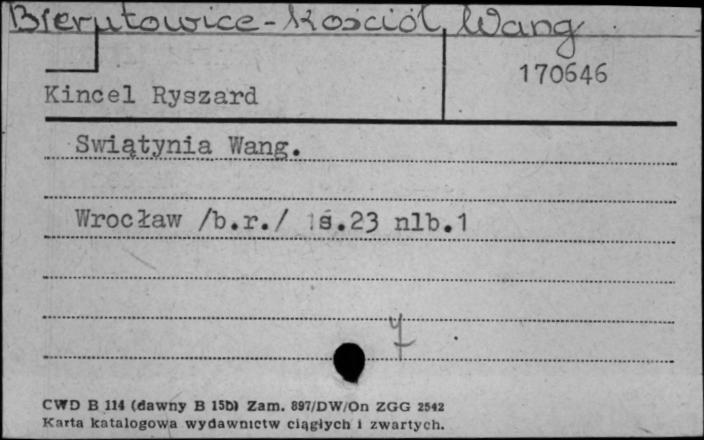 Bierutowice - Kościół Wang
170646
Kincel Ryszard
Swiątynia Wang.
Wrocław /b.r./ s.23 nlb.1
CWD B 114 (dawny B 15b) Zam. 897/DW/On ZGG 2542
Karta katalogowa wydawnictw ciągłych i zwartych.